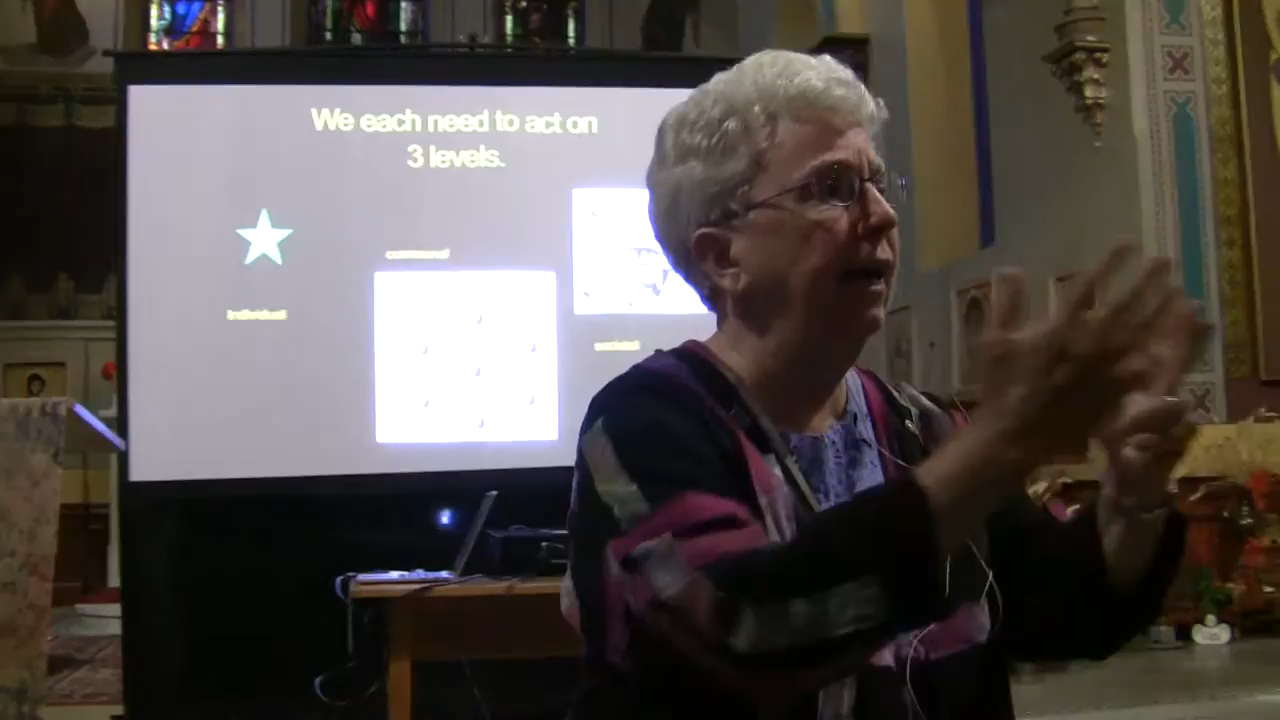 We each need to act on
3 levels.
communal
individual
societal